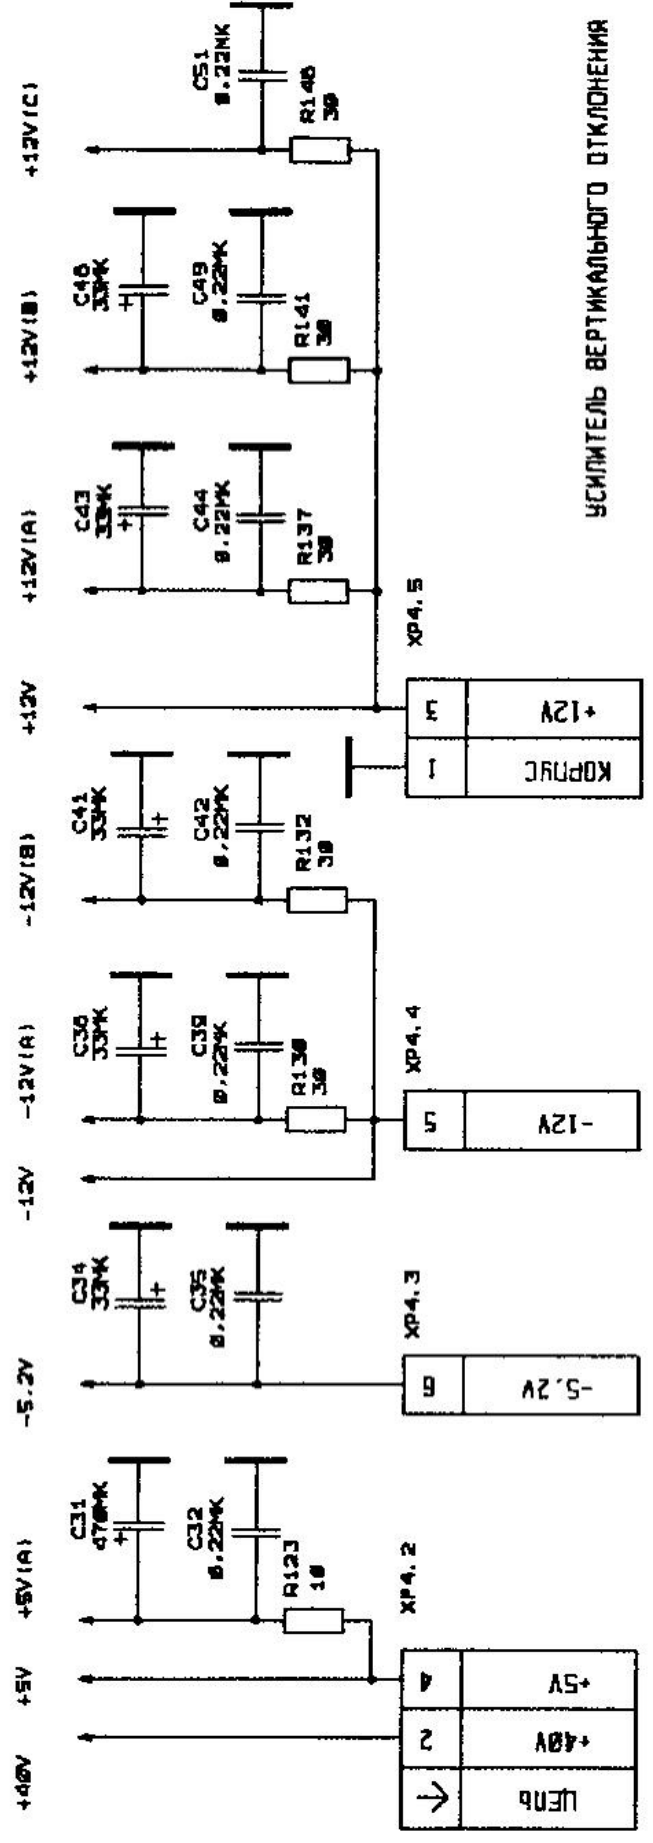 +40V
+5V
+5V(A)
-5.2V
-12V
-12V(A)
-12V(B)
+12V
+12V(A)
+12V(B)
+12V(C)
C31
470МК
+
C34
33МК
+
C36
33МК
+
C41
33МК
+
C43
33МК
+
C46
33МК
+
C32
0.22МК
C35
0.22МК
C39
0.22МК
C42
0.22МК
C44
0.22МК
C49
0.22МК
C51
0.22МК
R123
10
R130
30
R132
30
R137
30
R141
30
R146
30
XP4.2
XP4.3
XP4.4
XP4.5
ЦЕПЬ
2 +40V
4 +5V
6 -5.2V
5 -12V
1 КОРПУС
3 +12V
УСИЛИТЕЛЬ ВЕРТИКАЛЬНОГО ОТКЛОНЕНИЯ